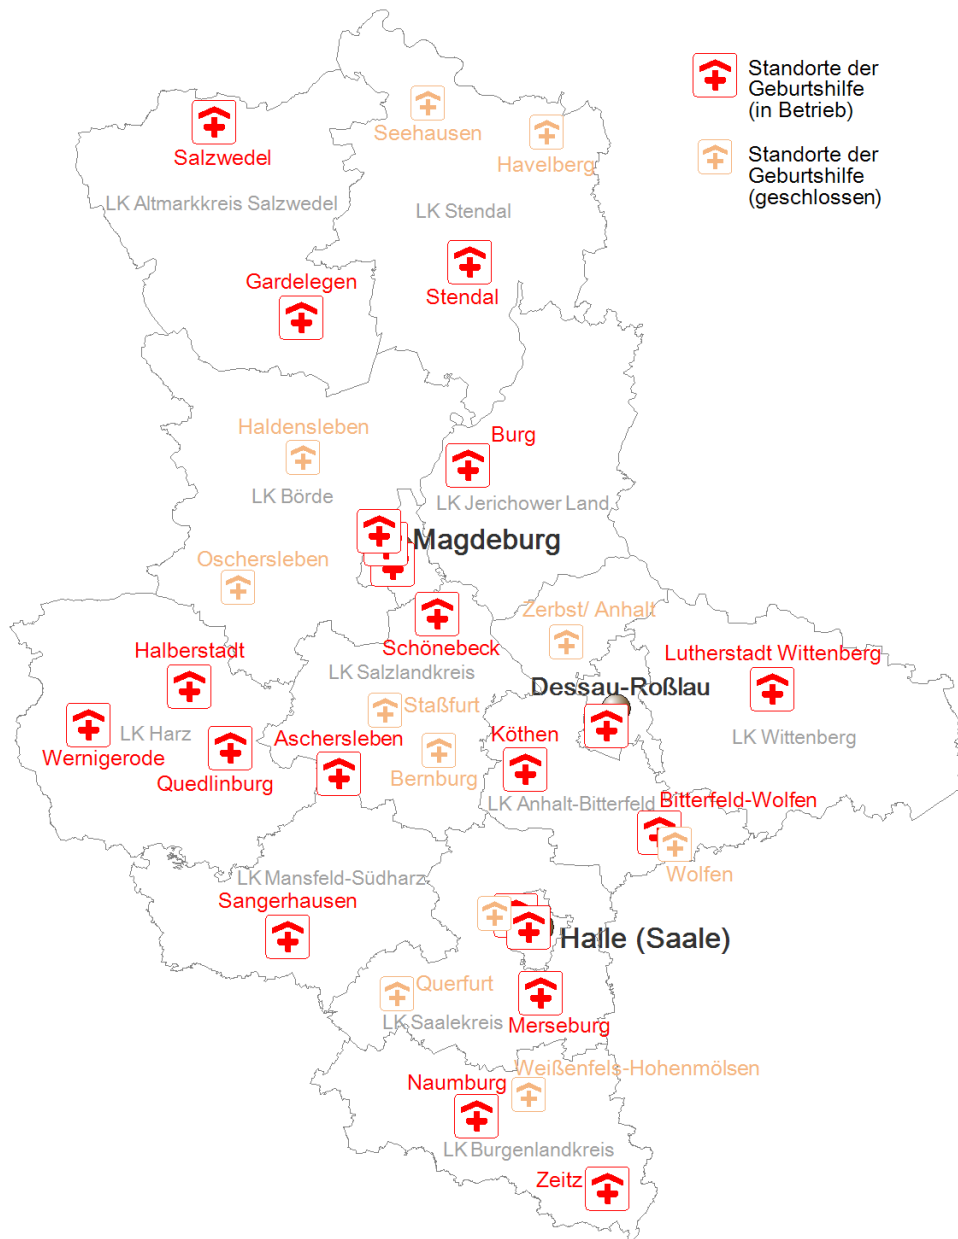 Standorte der
Geburtshilfe
(in Betrieb)
Standorte der
Geburtshilfe
(geschlossen)
Seehausen
Havelberg
Salzwedel
LK Altmarkkreis Salzwedel
LK Stendal
Gardelegen
Stendal
Haldensleben
Burg
LK Börde
LK Jerichower Land
Magdeburg
Oschersleben
Zerbst/ Anhalt
Halberstadt
Schönebeck
Lutherstadt Wittenberg
LK Salzlandkreis
Dessau-Roßlau
Staßfurt
LK Harz
Aschersleben
Köthen
LK Wittenberg
Wernigerode
Bernburg
Quedlinburg
LK Anhalt-Bitterfeld
Bitterfeld-Wolfen
Wolfen
LK Mansfeld-Südharz
Sangerhausen
Halle (Saale)
Querfurt
LK Saalekreis
Merseburg
Weißenfels-Hohenmölsen
Naumburg
LK Burgenlandkreis
Zeitz